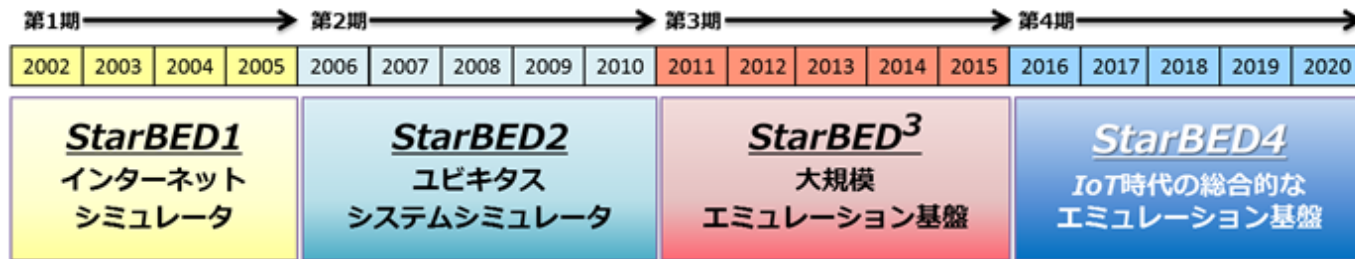 第1期 第2期 第3期 第4期
2002 2003 2004 2005 2006 2007 2008 2009 2010 2011 2012 2013 2014 2015 2016 2017 2018 2019 2020
StarBED1
インターネット
シミュレータ
StarBED2
ユビキタス
システムシミュレータ
StarBED³
大規模
エミュレーション基盤
StarBED4
IoT時代の総合的な
エミュレーション基盤